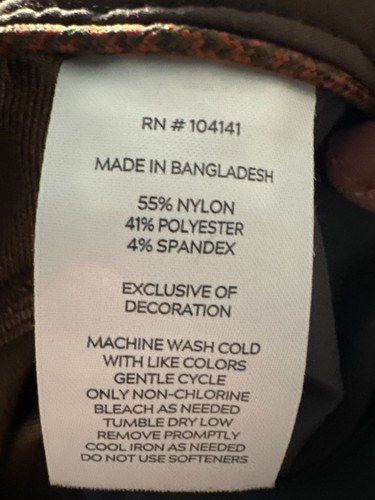 RN # 104141
MADE IN BANGLADESH
55% NYLON
41% POLYESTER
4% SPANDEX
EXCLUSIVE OF
DECORATION
MACHINE WASH COLD
WITH LIKE COLORS
GENTLE CYCLE
ONLY NON-CHLORINE
BLEACH AS NEEDED
TUMBLE DRY LOW
REMOVE PROMPTLY
COOL IRON AS NEEDED
DO NOT USE SOFTENERS